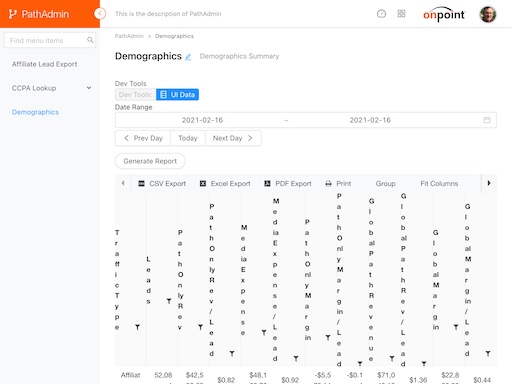 PathAdmin
This is the description of PathAdmin
onpoint
Find menu items
PathAdmin > Demographics
Demographics
Demographics Summary
Affiliate Lead Export
CCPA Lookup
Demographics
Dev Tools
Dev Tools:
UI Data
Date Range
2021-02-16 ~ 2021-02-16
Prev Day
Today
Next Day
Generate Report
CSV Export
Excel Export
PDF Export
Print
Group
Fit Columns
Traffic Type
Leads
Path Only Rev
Path Only Rev/Lead
Media Expense
Media Expense/Lead
Path Only Margin
Path Only Margin/Lead
Global Path Revenue
Global Path Rev/Lead
Global Margin
Global Margin/Lead
Affiliat
52,08
$42,5
$0.82
$48,1
$0.92
-$5,5
-$0.1
$71,0
$1.36
$22,8
$0.44